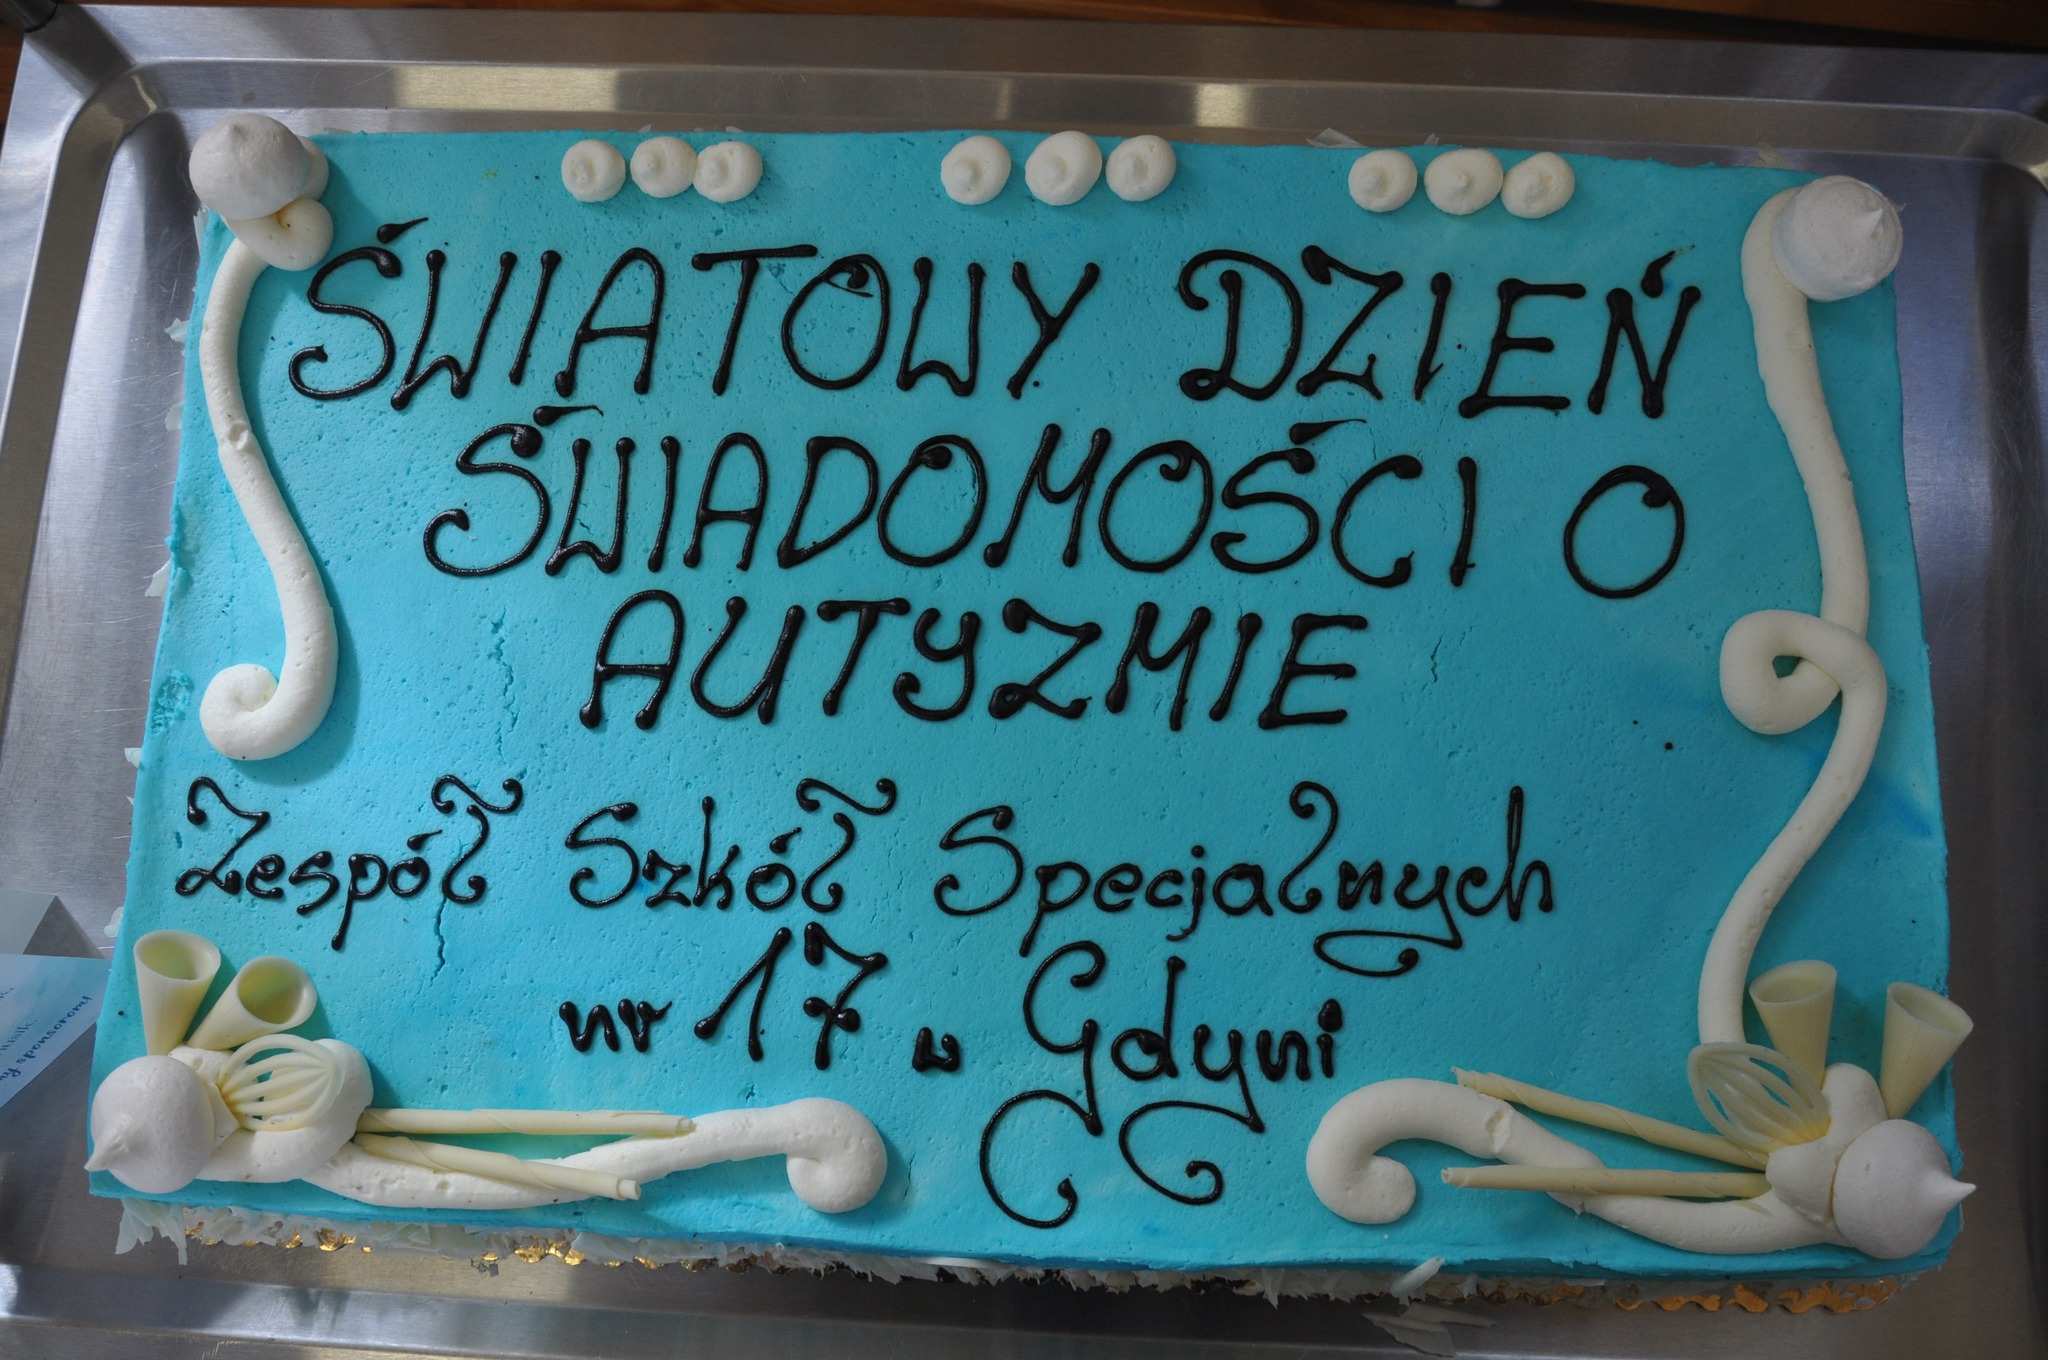 ŚWIATOWY DZIEŃ
ŚWIADOMOŚCI O
AUTYZMIE
Zespół Szkół Specjalnych
nr 17 w Gdyni